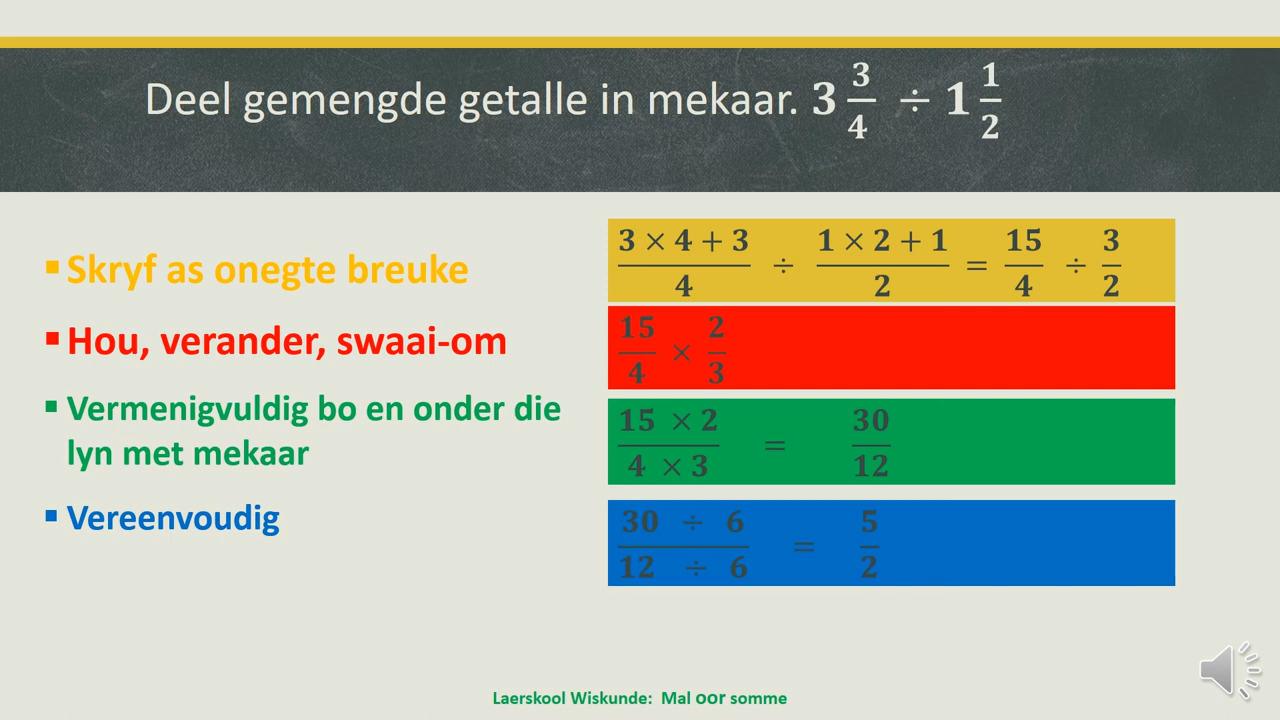 Deel gemengde getalle in mekaar. 3 3/4 ÷ 1 1/2
▪ Skryf as onegte breuke
(3 × 4 + 3)/4 ÷ (1 × 2 + 1)/2 = 15/4 ÷ 3/2
▪ Hou, verander, swaai-om
15/4 × 2/3
▪ Vermenigvuldig bo en onder die
lyn met mekaar
(15 × 2)/(4 × 3) = 30/12
▪ Vereenvoudig
(30 ÷ 6)/(12 ÷ 6) = 5/2
Laerskool Wiskunde: Mal oor somme